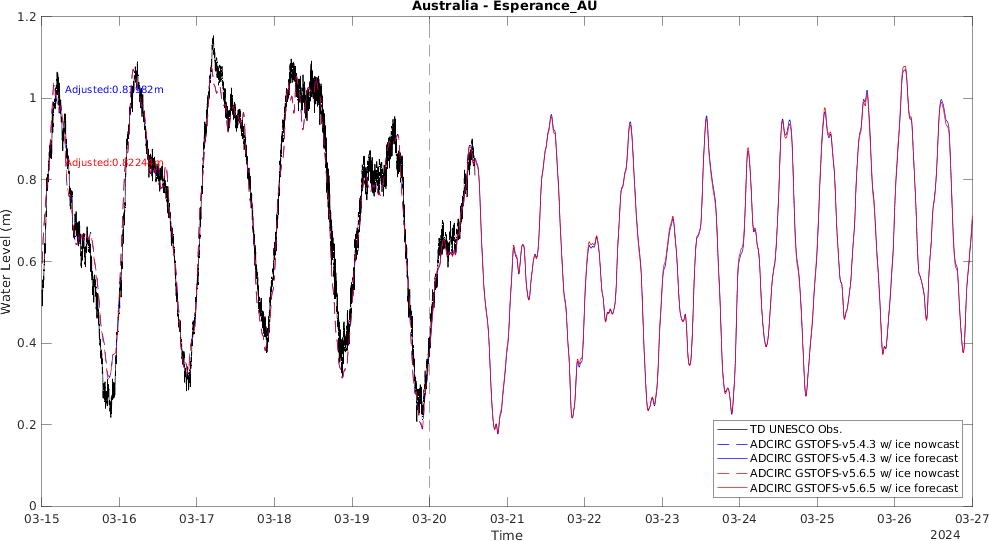 Australia - Esperance_AU
1.2
1
0.8
0.6
0.4
0.2
0
Water Level (m)
03-15
03-16
03-17
03-18
03-19
03-20
03-21
03-22
03-23
03-24
03-25
03-26
03-27
Time
2024
TD UNESCO Obs.
ADCIRC GSTOFS-v5.4.3 w/ ice nowcast
ADCIRC GSTOFS-v5.4.3 w/ ice forecast
ADCIRC GSTOFS-v5.6.5 w/ ice nowcast
ADCIRC GSTOFS-v5.6.5 w/ ice forecast